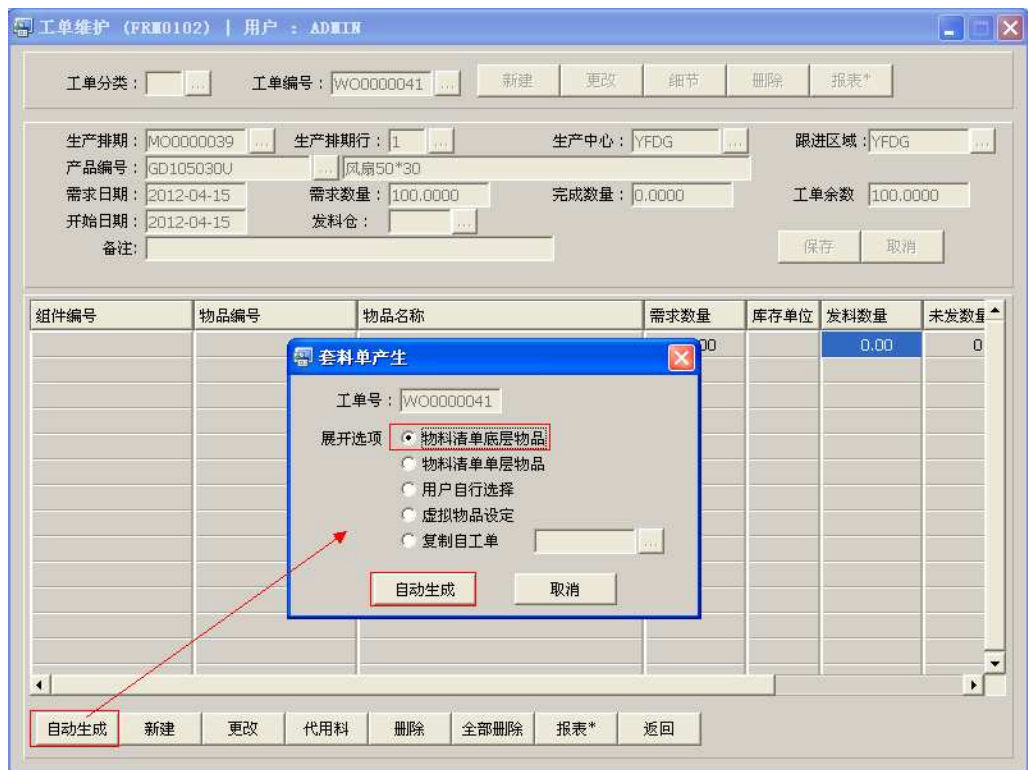 工单维护 (FRM0102) | 用户 : ADMIN
工单分类： ... 工单编号： WO0000041 ... 新建 更改 细节 删除 报表*
生产排期： MO0000039 ... 生产排期行： 1 ... 生产中心： YFDG ... 跟进区域： YFDG ...
产品编号： GD105030U ... 风扇50*30
需求日期： 2012-04-15 需求数量： 100.0000 完成数量： 0.0000 工单余数 100.0000
开始日期： 2012-04-15 发料仓： ...
备注: 保存 取消
组件编号 物品编号 物品名称 需求数量 库存单位 发料数量 未发数量
00 0.00 0
套料单产生
工单号： WO0000041
展开选项 物料清单底层物品
物料清单单层物品
用户自行选择
虚拟物品设定
复制自工单 ...
自动生成 取消
自动生成 新建 更改 代用料 删除 全部删除 报表* 返回